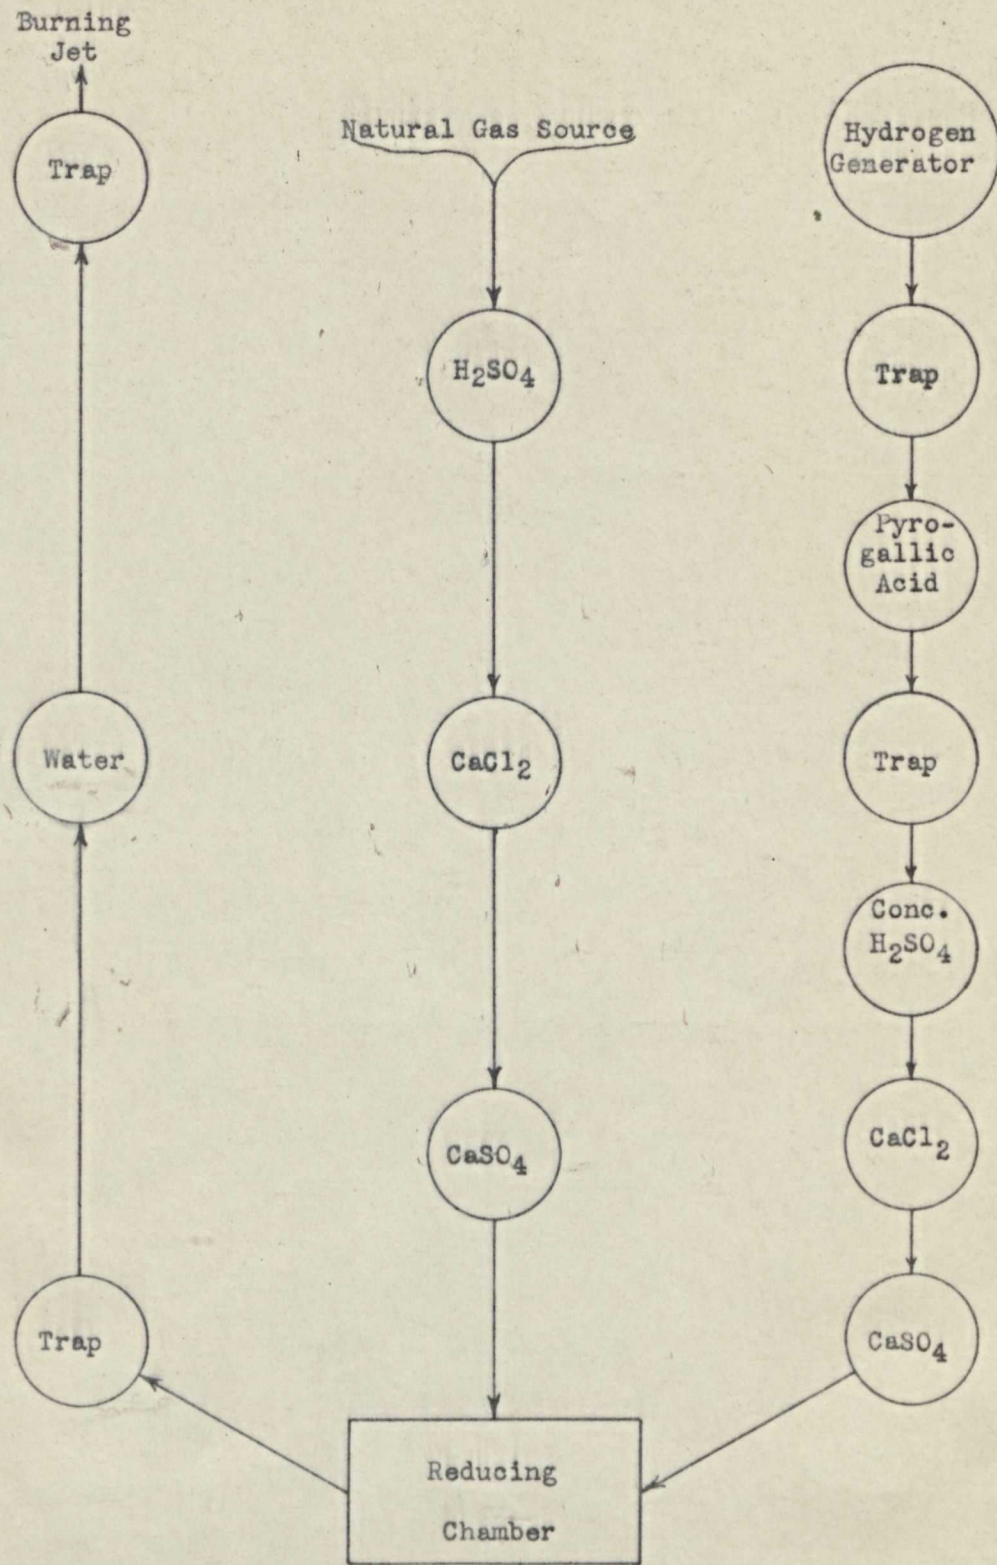 Burning
Jet
Trap
Water
Trap
Natural Gas Source
H2SO4
CaCl2
CaSO4
Reducing
Chamber
Hydrogen
Generator
Trap
Pyro-
gallic
Acid
Trap
Conc.
H2SO4
CaCl2
CaSO4